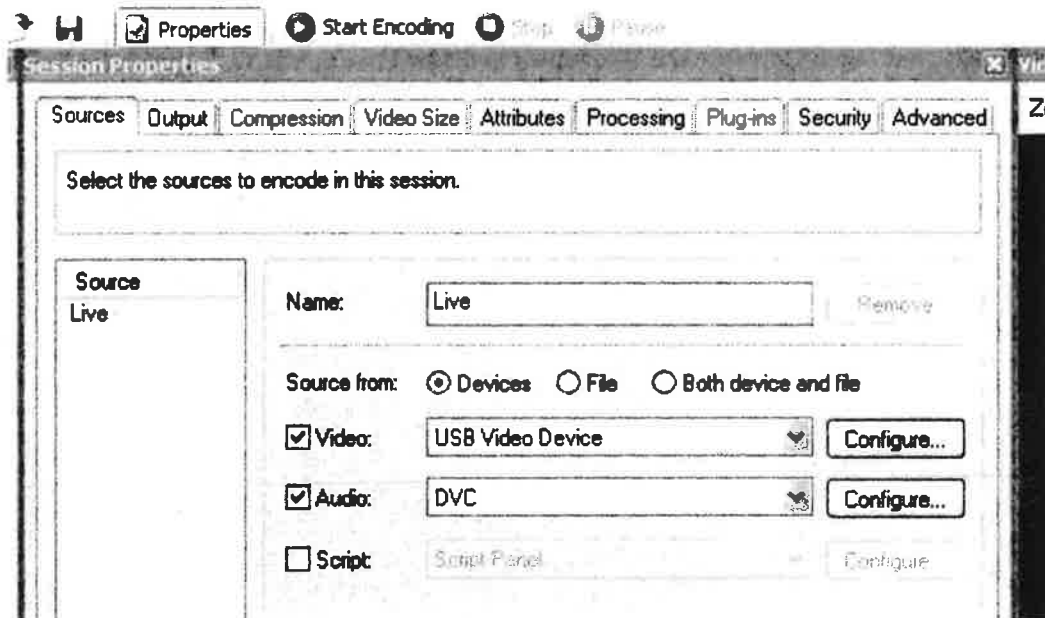 Properties Start Encoding Stop Pause
Session Properties
Sources Output Compression Video Size Attributes Processing Plug-ins Security Advanced
Select the sources to encode in this session.
Source
Live
Name: Live Remove
Source from: Devices File Both device and file
Video: USB Video Device Configure...
Audio: DVC Configure...
Script: Script Panel Configure